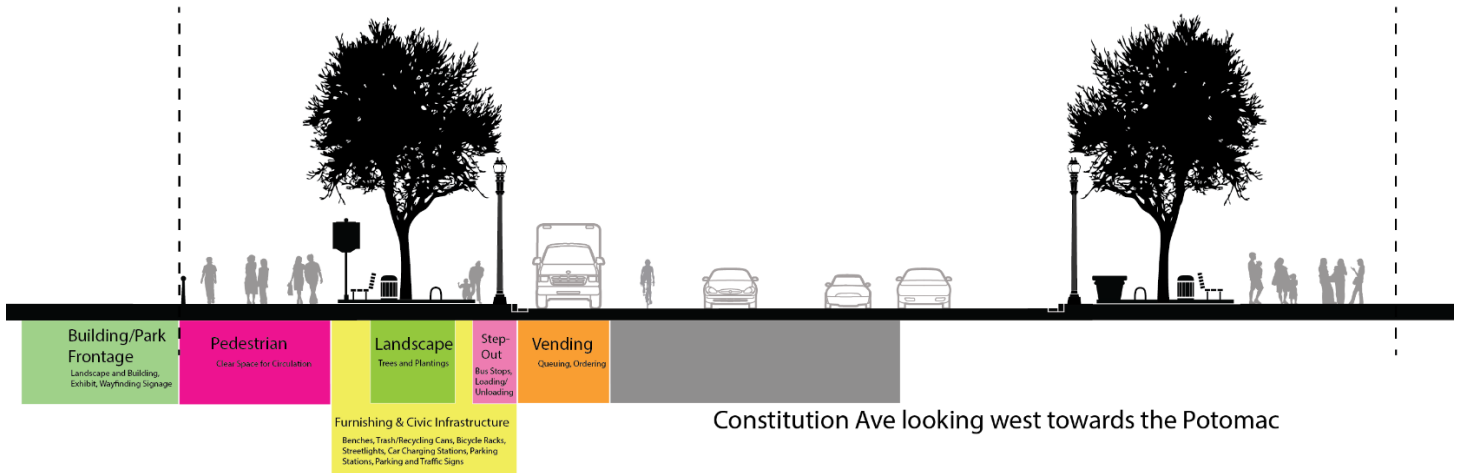 Building/Park
Frontage
Landscape and Building,
Exhibit, Wayfinding Signage
Pedestrian
Clear Space for Circulation
Landscape
Trees and Plantings
Step-
Out
Bus Stops,
Loading/
Unloading
Vending
Queuing, Ordering
Furnishing & Civic Infrastructure
Benches, Trash/Recycling Cans, Bicycle Racks,
Streetlights, Car Charging Stations, Parking
Stations, Parking and Traffic Signs
Constitution Ave looking west towards the Potomac